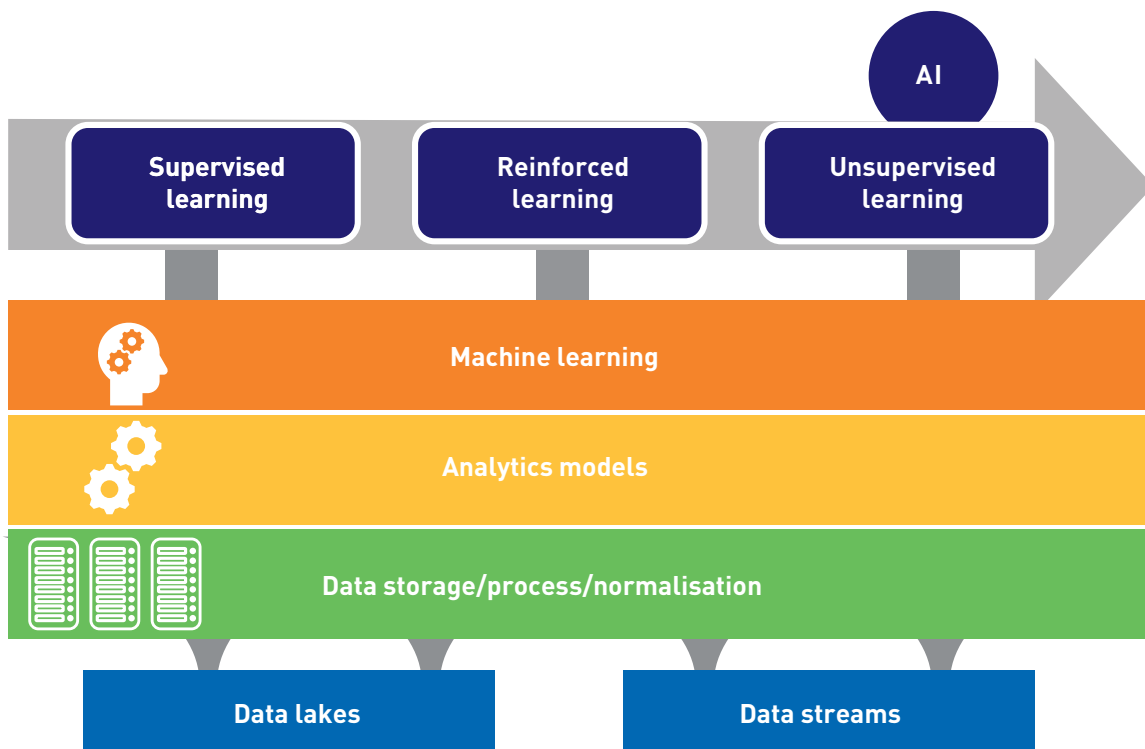 AI
Supervised
learning
Reinforced
learning
Unsupervised
learning
Machine learning
Analytics models
Data storage/process/normalisation
Data lakes
Data streams